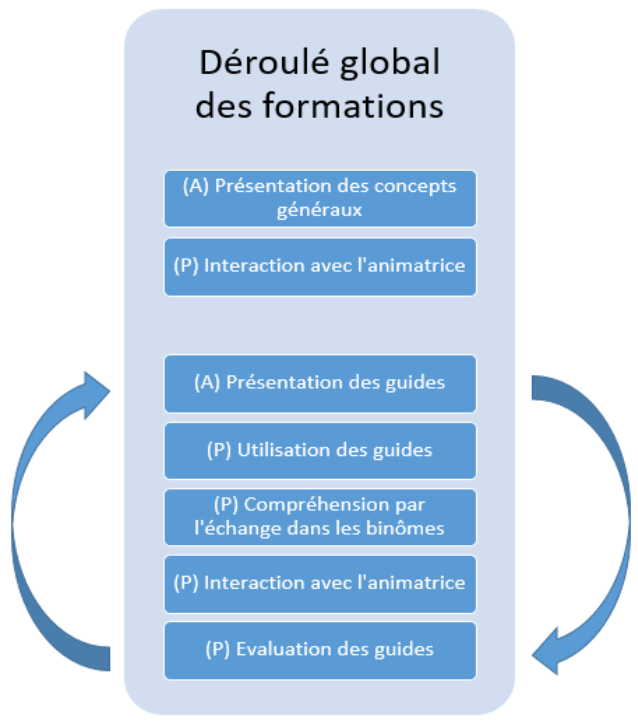 Déroulé global
des formations
(A) Présentation des concepts
généraux
(P) Interaction avec l'animatrice
(A) Présentation des guides
(P) Utilisation des guides
(P) Compréhension par
l'échange dans les binômes
(P) Interaction avec l'animatrice
(P) Evaluation des guides